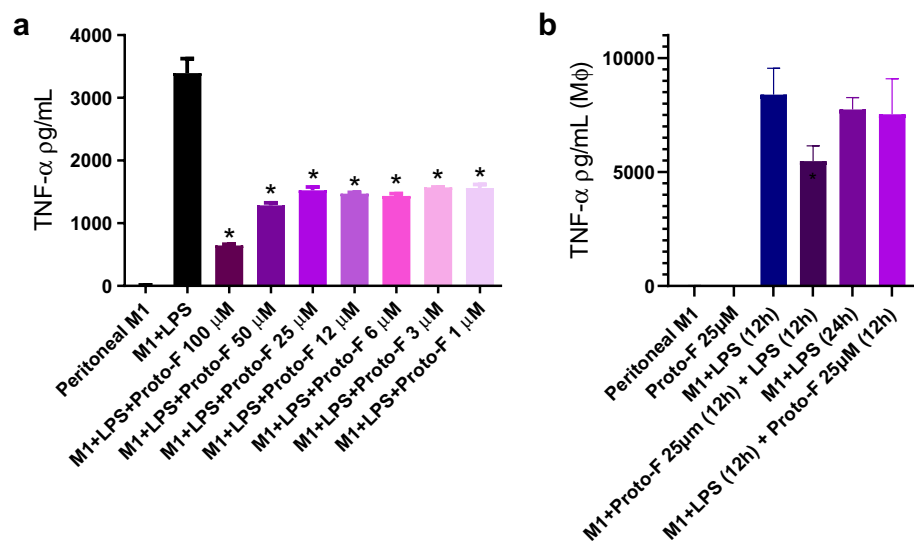 a
TNF-α ρg/mL
4000
3000
2000
1000
0
* * * * * * *
Peritoneal M1
M1+LPS
M1+LPS+Proto-F 100 μM
M1+LPS+Proto-F 50 μM
M1+LPS+Proto-F 25 μM
M1+LPS+Proto-F 12 μM
M1+LPS+Proto-F 6 μM
M1+LPS+Proto-F 3 μM
M1+LPS+Proto-F 1 μM
b
TNF-α ρg/mL (Mϕ)
10000
5000
0
*
Peritoneal M1
Proto-F 25μM
M1+LPS (12h)
M1+Proto-F 25μm (12h) + LPS (12h)
M1+LPS (24h)
M1+LPS (12h) + Proto-F 25μM (12h)